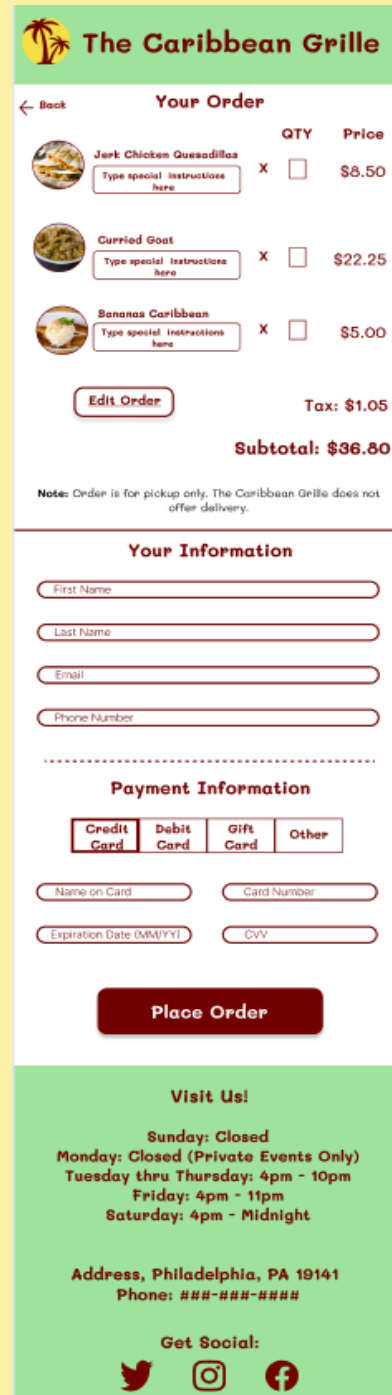 The Caribbean Grille
← Back
Your Order
QTY Price
Jerk Chicken Quesadillas
Type special instructions
here
X
$8.50
Curried Goat
Type special instructions
here
X
$22.25
Bananas Caribbean
Type special instructions
here
X
$5.00
Edit Order
Tax: $1.05
Subtotal: $36.80
Note: Order is for pickup only. The Caribbean Grille does not
offer delivery.
Your Information
First Name
Last Name
Email
Phone Number
Payment Information
Credit
Card
Debit
Card
Gift
Card
Other
Name on Card
Card Number
Expiration Date (MM/YY)
CVV
Place Order
Visit Us!
Sunday: Closed
Monday: Closed (Private Events Only)
Tuesday thru Thursday: 4pm - 10pm
Friday: 4pm - 11pm
Saturday: 4pm - Midnight
Address, Philadelphia, PA 19141
Phone: ###-###-####
Get Social: